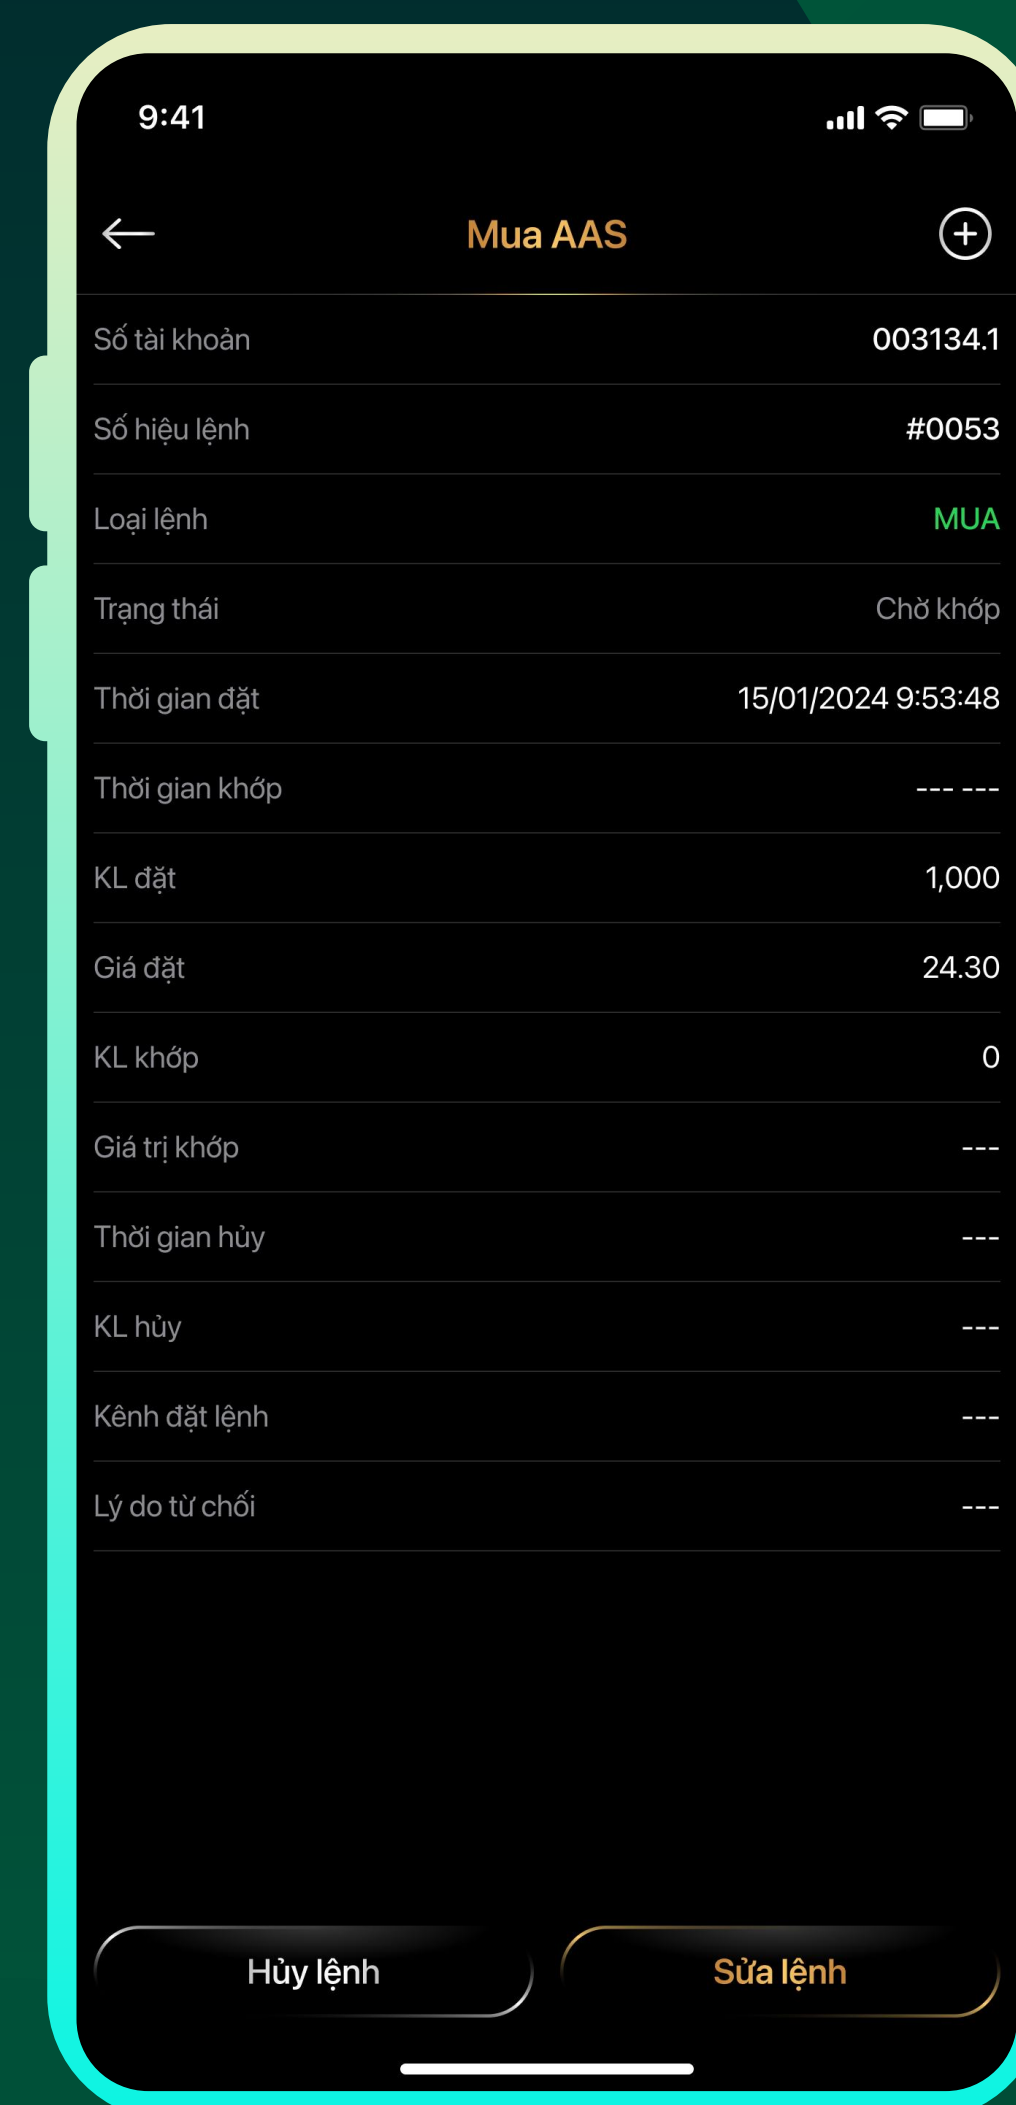 9:41
Mua AAS
Số tài khoản 003134.1
Số hiệu lệnh #0053
Loại lệnh MUA
Trạng thái Chờ khớp
Thời gian đặt 15/01/2024 9:53:48
Thời gian khớp --- ---
KL đặt 1,000
Giá đặt 24.30
KL khớp 0
Giá trị khớp ---
Thời gian hủy ---
KL hủy ---
Kênh đặt lệnh ---
Lý do từ chối ---
Hủy lệnh Sửa lệnh